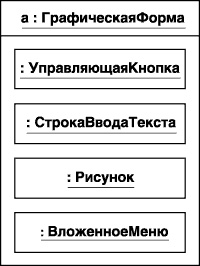 a : ГрафическаяФорма
: УправляющаяКнопка
: СтрокаВводаТекста
: Рисунок
: ВложенноеМеню